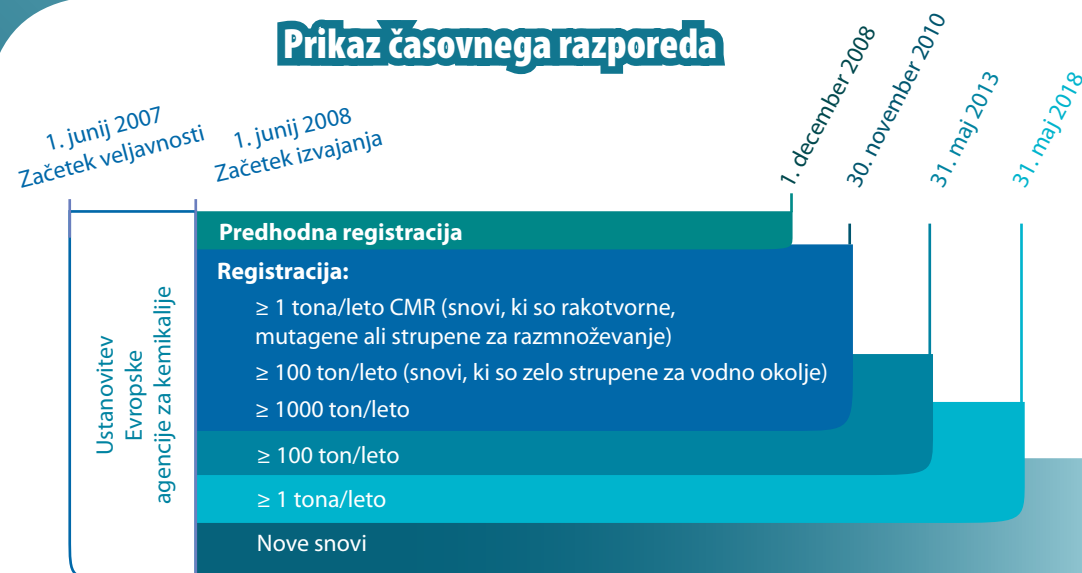 Prikaz časovnega razporeda
1. junij 2007
Začetek veljavnosti
1. junij 2008
Začetek izvajanja
1. december 2008
30. november 2010
31. maj 2013
31. maj 2018
Ustanovitev
Evropske
agencije za kemikalije
Predhodna registracija
Registracija:
≥ 1 tona/leto CMR (snovi, ki so rakotvorne,
mutagene ali strupene za razmnoževanje)
≥ 100 ton/leto (snovi, ki so zelo strupene za vodno okolje)
≥ 1000 ton/leto
≥ 100 ton/leto
≥ 1 tona/leto
Nove snovi